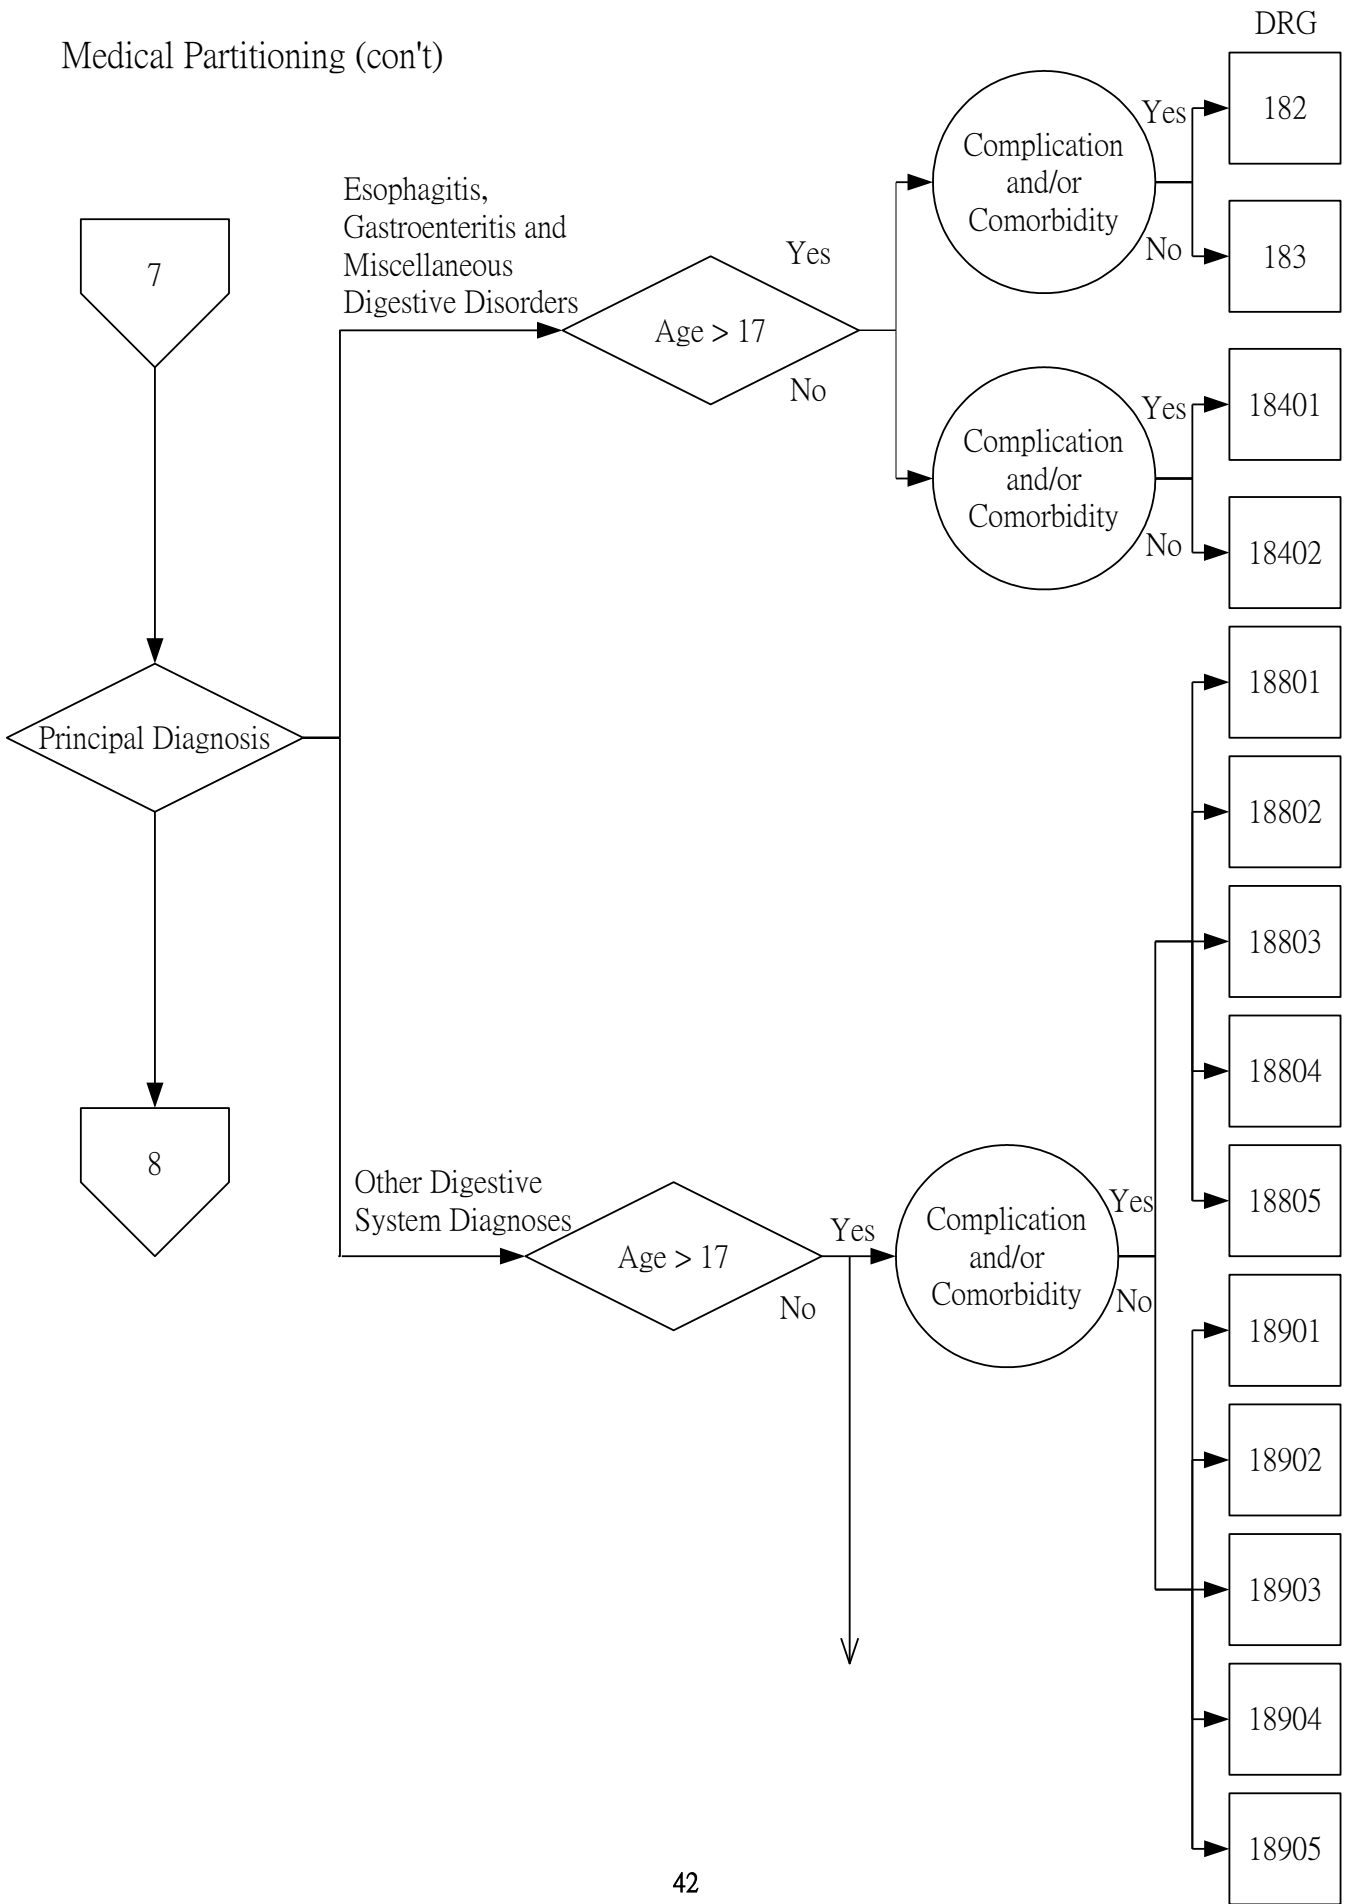 DRG
Medical Partitioning (con't)
182
Yes
Complication
and/or
Comorbidity
No
183
Esophagitis,
Gastroenteritis and
Miscellaneous
Digestive Disorders
7
Yes
Age > 17
No
18401
Yes
Complication
and/or
Comorbidity
No
18402
Principal Diagnosis
18801
18802
18803
18804
18805
8
Other Digestive
System Diagnoses
Age > 17
Yes
No
Complication
and/or
Comorbidity
Yes
No
18901
18902
18903
18904
18905
42